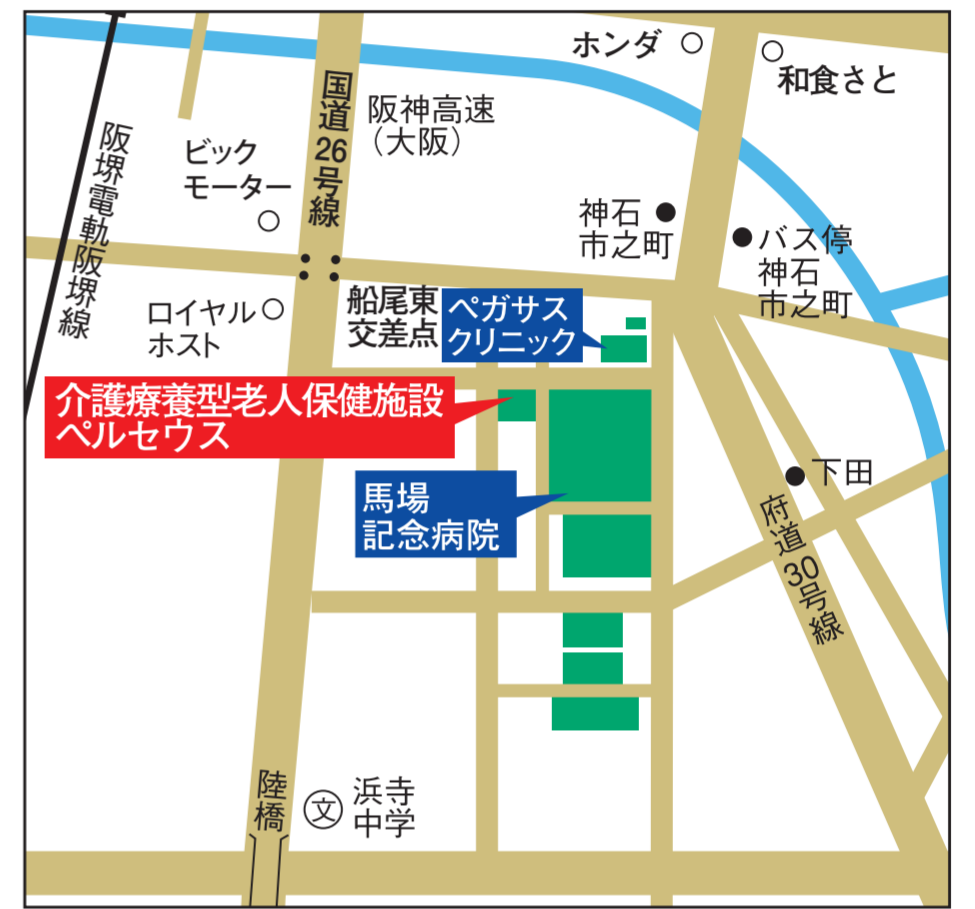 ホンダ
和食さと
国道26号線
阪神高速
（大阪）
阪堺電軌阪堺線
ビック
モーター
神石
市之町
バス停
神石
市之町
ロイヤル
ホスト
船尾東
交差点
ペガサス
クリニック
介護療養型老人保健施設
ペルセウス
馬場
記念病院
下田
府道30号線
陸橋
文
浜寺
中学